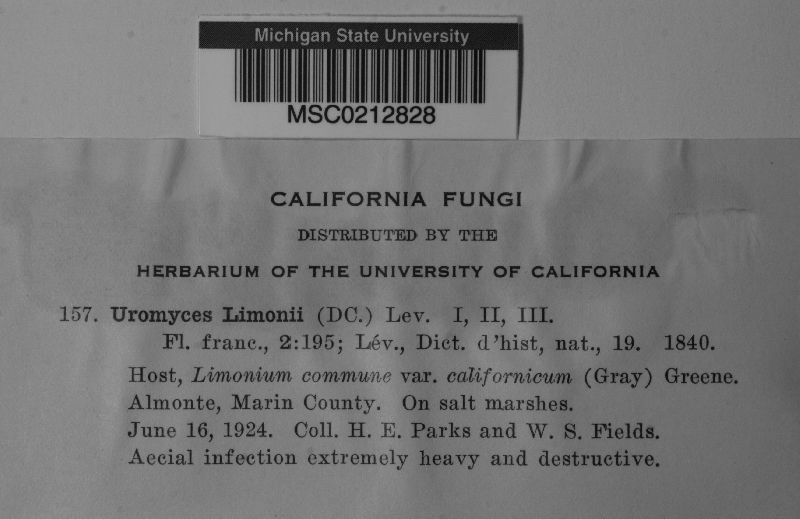 Michigan State University
MSC0212828
CALIFORNIA FUNGI
DISTRIBUTED BY THE
HERBARIUM OF THE UNIVERSITY OF CALIFORNIA
157. Uromyces Limonii (DC.) Lev. I, II, III.
Fl. franc., 2:195; Lév., Dict. d'hist, nat., 19. 1840.
Host, Limonium commune var. californicum (Gray) Greene.
Almonte, Marin County. On salt marshes.
June 16, 1924. Coll. H. E. Parks and W. S. Fields.
Aecial infection extremely heavy and destructive.